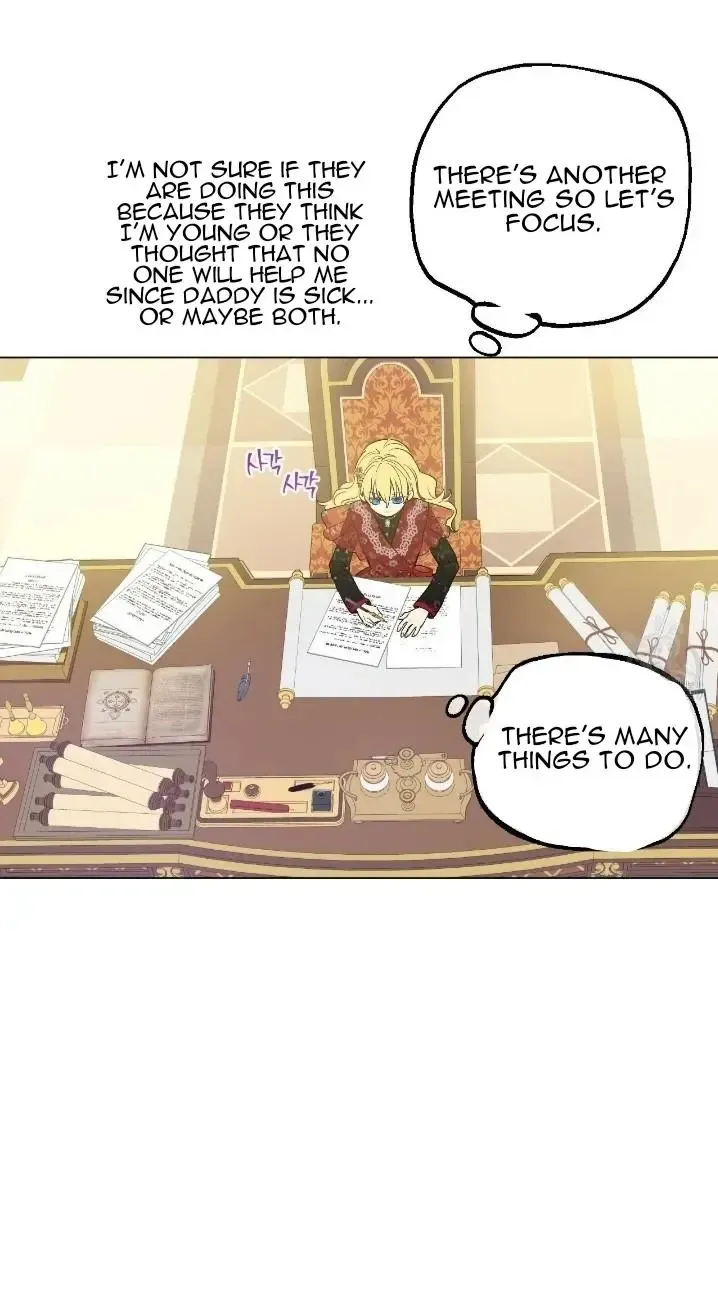 I'M NOT SURE IF THEY
ARE DOING THIS
BECAUSE THEY THINK
I'M YOUNG OR THEY
THOUGHT THAT NO
ONE WILL HELP ME
SINCE DADDY IS SICK...
OR MAYBE BOTH.
THERE'S ANOTHER
MEETING SO LET'S
FOCUS.
사각
사각
THERE'S MANY
THINGS TO DO.